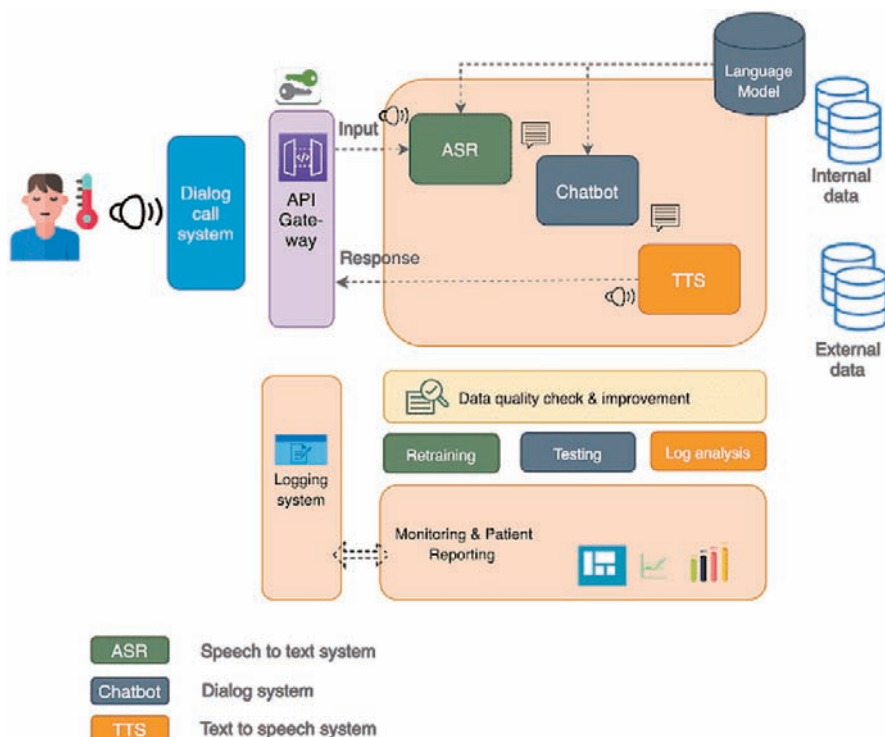 Language
Model
Input
ASR
Dialog
call
system
API
Gate-
way
Chatbot
Internal
data
Response
TTS
External
data
Data quality check & improvement
Retraining
Testing
Log analysis
Logging
system
Monitoring & Patient
Reporting
ASR Speech to text system
Chatbot Dialog system
TTS Text to speech system